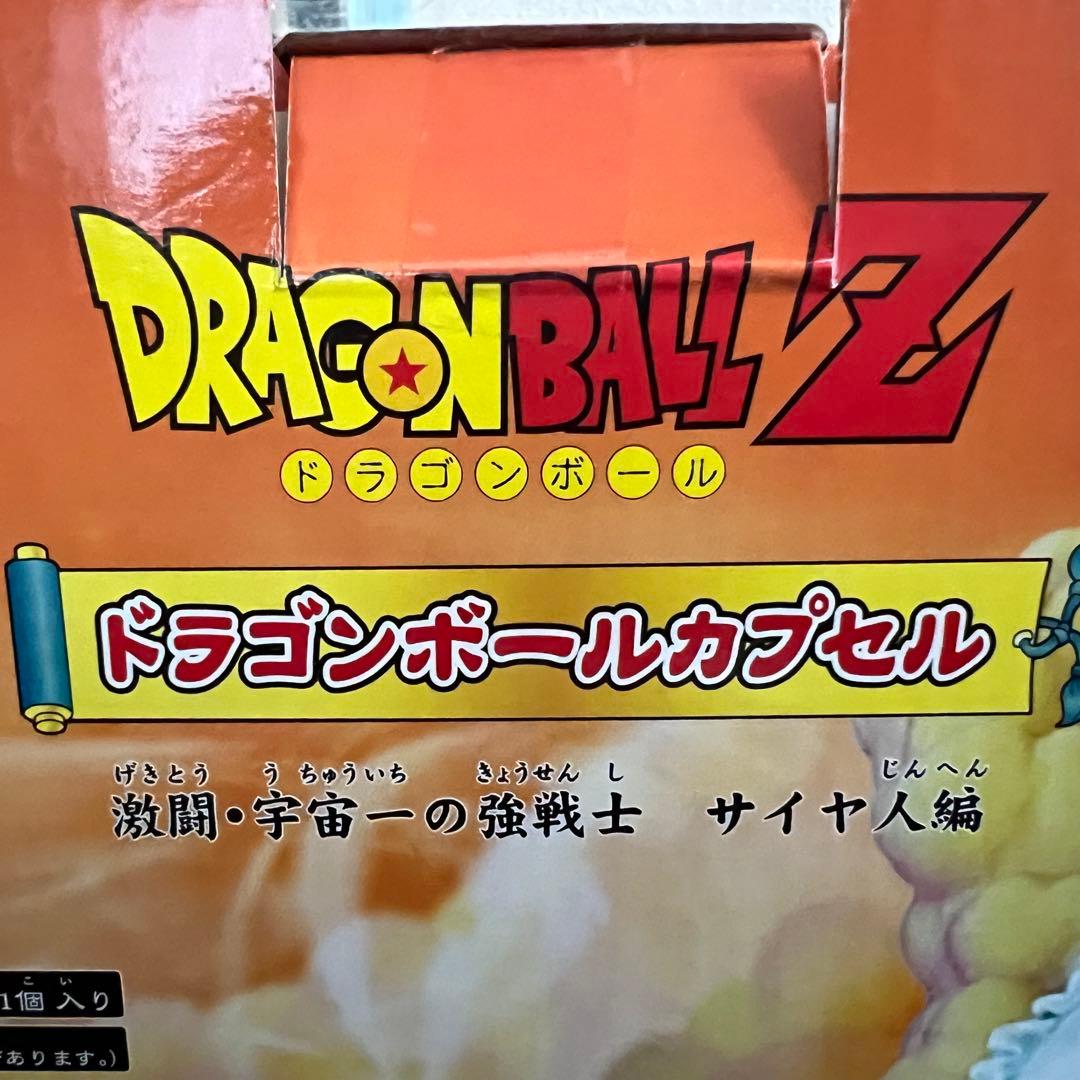 DRAGONBALL Z
ドラゴンボール
ドラゴンボールカプセル
げきとう う ちゅういち きょうせん し じん へん
激闘・宇宙一の強戦士 サイヤ人編
こ い
1個入り
があります。)